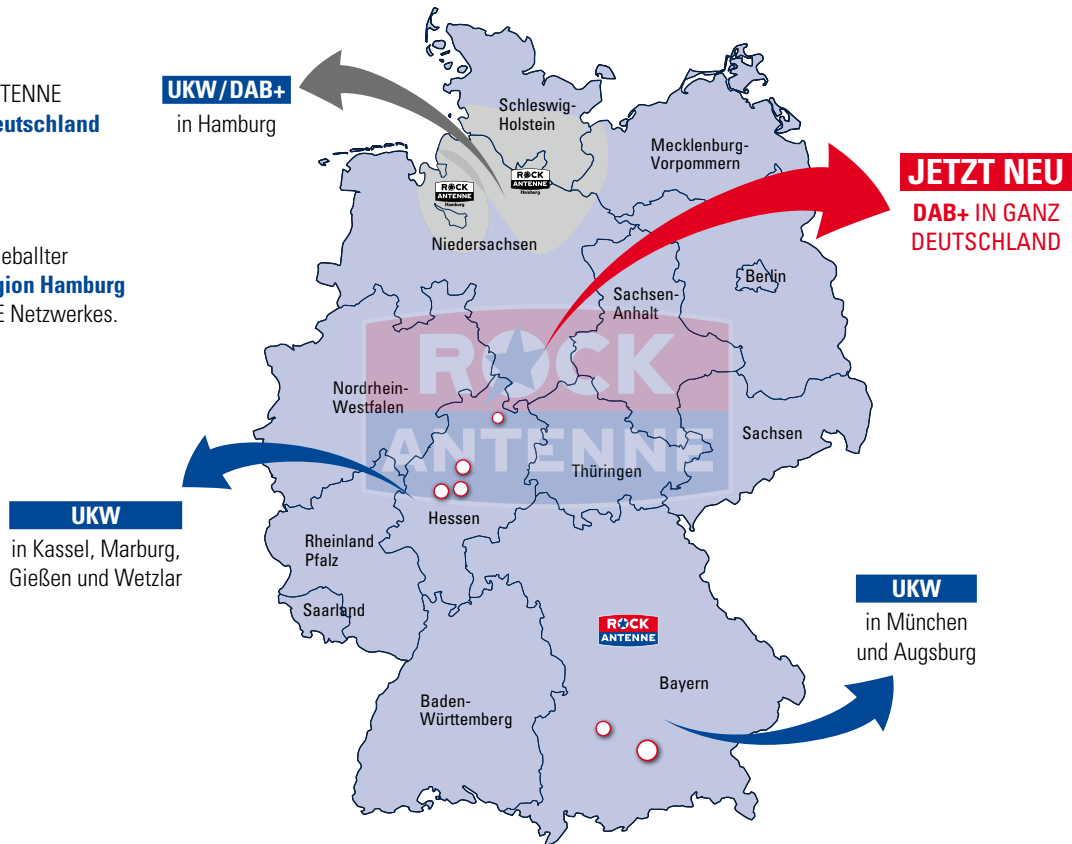 TENNE
eutschland
eballter
gion Hamburg
E Netzwerkes.
UKW/DAB+
in Hamburg
Schleswig-
Holstein
Mecklenburg-
Vorpommern
JETZT NEU
DAB+ IN GANZ
DEUTSCHLAND
ROCK
ANTENNE
Hamburg
ROCK
ANTENNE
Hamburg
Niedersachsen
Berlin
Sachsen-
Anhalt
ROCK
ANTENNE
Nordrhein-
Westfalen
Sachsen
Thüringen
Hessen
UKW
in Kassel, Marburg,
Gießen und Wetzlar
Rheinland
Pfalz
Saarland
UKW
in München
und Augsburg
ROCK
ANTENNE
Bayern
Baden-
Württemberg